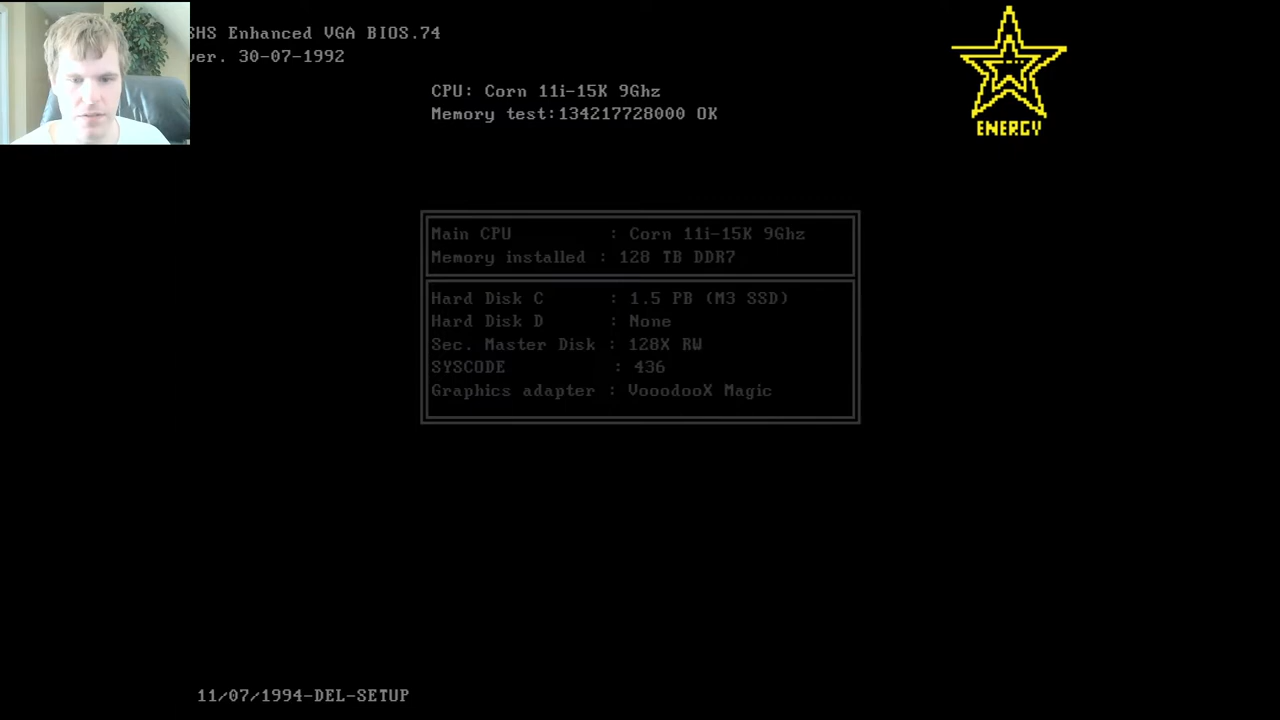 SHS Enhanced VGA BIOS.74
ver. 30-07-1992
ENERGY
CPU: Corn 11i-15K 9Ghz
Memory test:134217728000 OK
Main CPU : Corn 11i-15K 9Ghz
Memory installed : 128 TB DDR7
Hard Disk C : 1.5 PB (M3 SSD)
Hard Disk D : None
Sec. Master Disk : 128X RW
SYSCODE : 436
Graphics adapter : VooodooX Magic
11/07/1994-DEL-SETUP